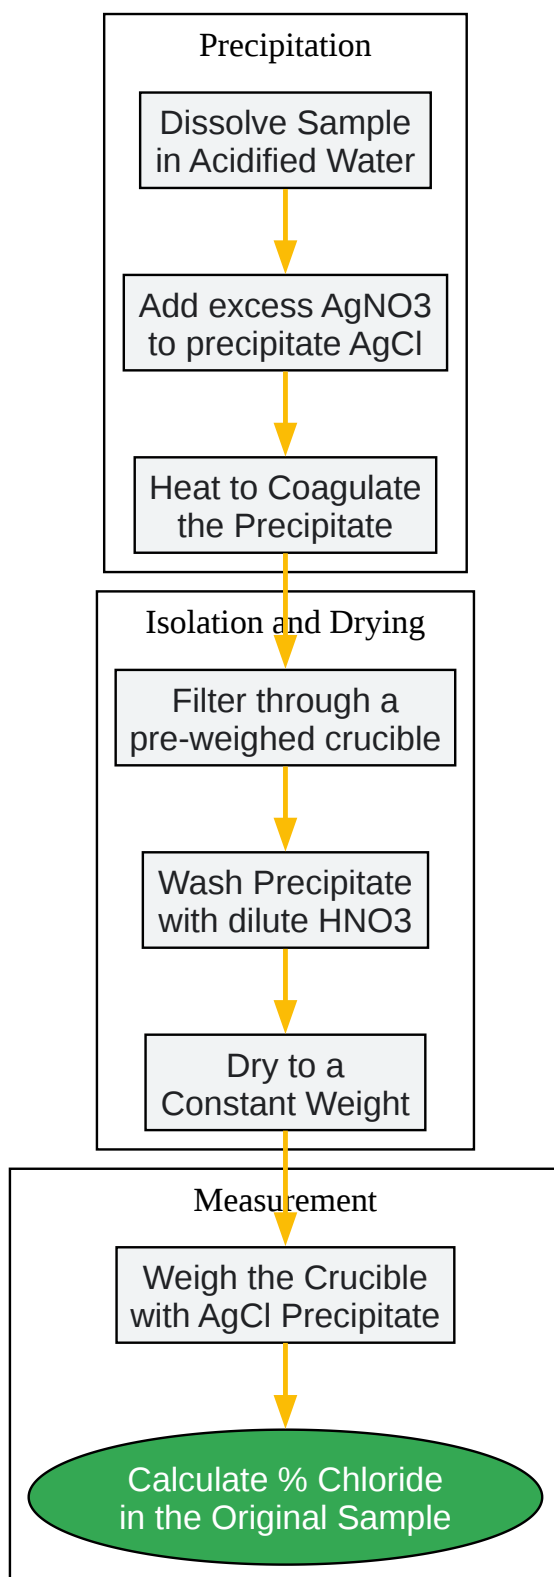 Precipitation
Dissolve Sample
in Acidified Water
Add excess AgNO3
to precipitate AgCl
Heat to Coagulate
the Precipitate
Isolation and Drying
Filter through a
pre-weighed crucible
Wash Precipitate
with dilute HNO3
Dry to a
Constant Weight
Measurement
Weigh the Crucible
with AgCl Precipitate
Calculate % Chloride
in the Original Sample